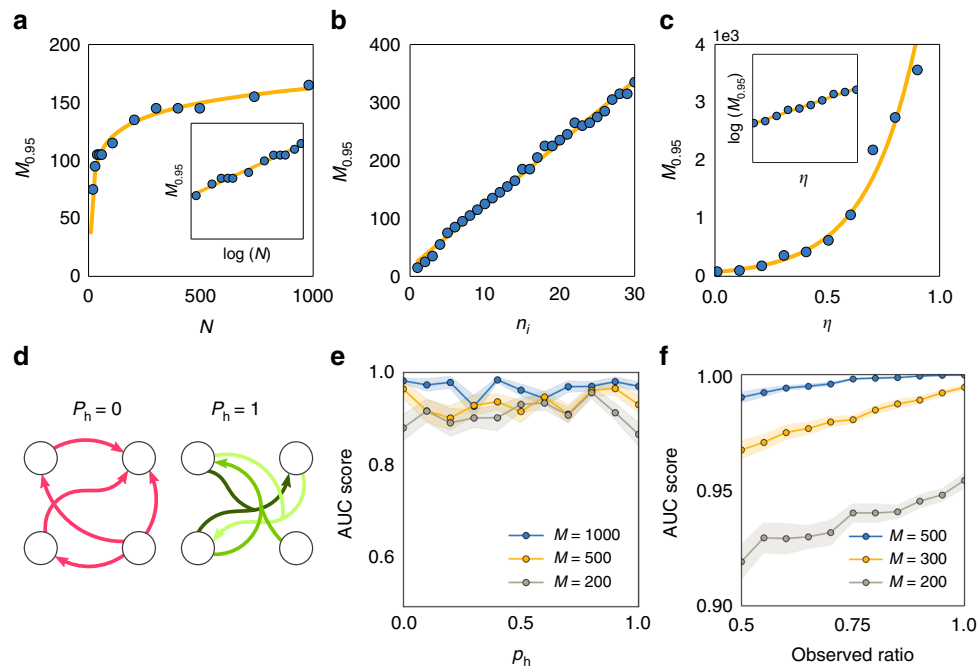 a
200
150
100
50
0
M0.95
0
500
1000
N
M0.95
log (N)
b
400
300
200
100
0
M0.95
0
10
20
30
ni
c
1e3
4
3
2
1
0
M0.95
0.0
0.5
1.0
η
log (M0.95)
η
d
Ph = 0
Ph = 1
e
1.0
0.8
0.6
AUC score
M = 1000
M = 500
M = 200
0.0
0.5
1.0
ph
f
1.00
0.95
0.90
AUC score
M = 500
M = 300
M = 200
0.5
0.75
1.0
Observed ratio